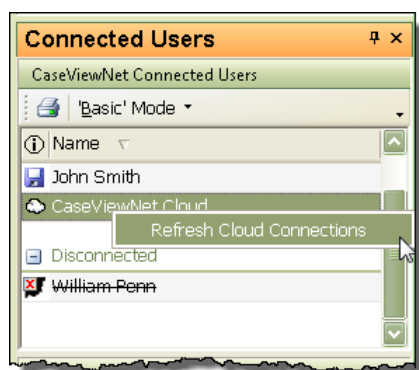 Connected Users
CaseViewNet Connected Users
'Basic' Mode
Name
John Smith
CaseViewNet Cloud
Refresh Cloud Connections
Disconnected
William Penn